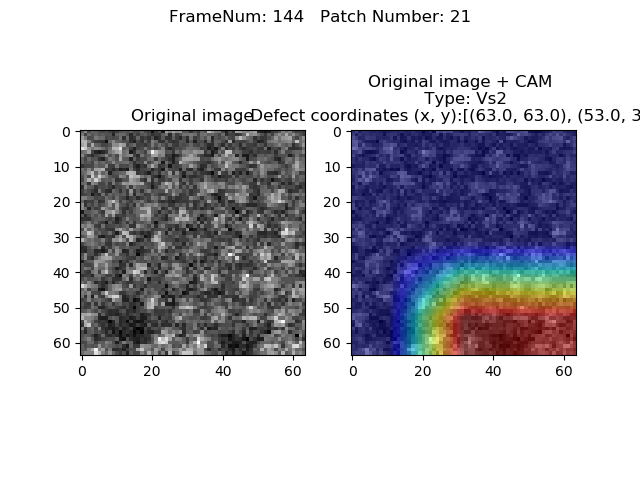 FrameNum: 144   Patch Number: 21
Original image + CAM
Type: Vs2
Original image
Defect coordinates (x, y):[(63.0, 63.0), (53.0, 3
0
10
20
30
40
50
60
0 20 40 60
0
10
20
30
40
50
60
0 20 40 60